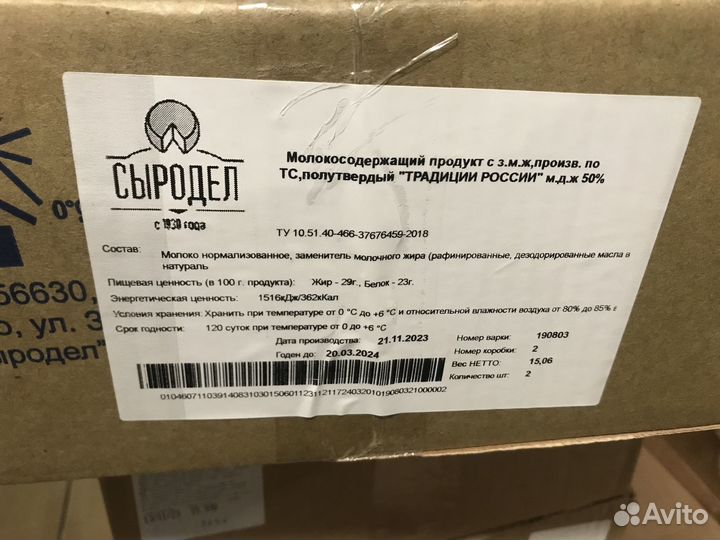 СЫРОДЕЛ
с 1930 года
Молокосодержащий продукт с з.м.ж,произв. по
ТС,полутвердый "ТРАДИЦИИ РОССИИ" м.д.ж 50%
ТУ 10.51.40-466-37676459-2018
Состав: Молоко нормализованное, заменитель молочного жира (рафинированные, дезодорированные масла в
натураль
Пищевая ценность (в 100 г. продукта): Жир - 29г., Белок - 23г.
Энергетическая ценность: 1516кДж/362кКал
Условия хранения: Хранить при температуре от 0 °C до +6 °C и относительной влажности воздуха от 80% до 85% в
Срок годности: 120 суток при температуре от 0 до +6 °C
Дата производства: 21.11.2023
Годен до: 20.03.2024
Номер варки: 190803
Номер коробки: 2
Вес НЕТТО: 15,06
Количество шт: 2
0°
56630,
о, ул. З
ыродел"
Avito